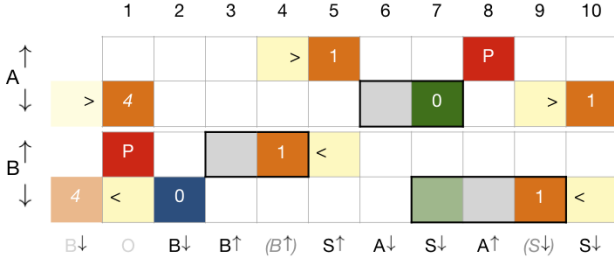 1 2 3 4 5 6 7 8 9 10
A ↑ > 1 P
↓ > 4 0 > 1
B ↑ P 1 <
↓ 4 < 0 1 <
B↓ O B↓ B↑ (B↑) S↑ A↓ S↓ A↑ (S↓) S↓